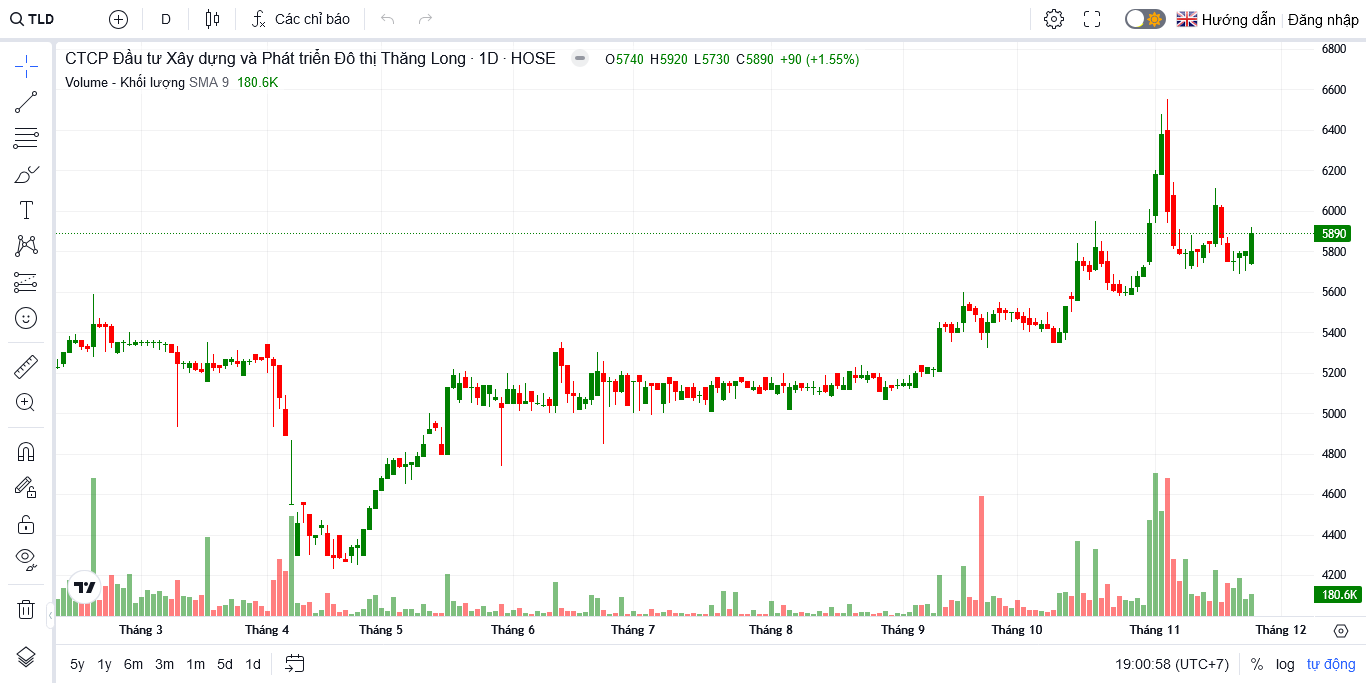 TLD D Các chỉ báo Hướng dẫn Đăng nhập
CTCP Đầu tư Xây dựng và Phát triển Đô thị Thăng Long · 1D · HOSE O5740 H5920 L5730 C5890 +90 (+1.55%)
Volume - Khối lượng SMA 9 180.6K
6800
6600
6400
6200
6000
5890
5800
5600
5400
5200
5000
4800
4600
4400
4200
180.6K
Tháng 3 Tháng 4 Tháng 5 Tháng 6 Tháng 7 Tháng 8 Tháng 9 Tháng 10 Tháng 11 Tháng 12
5y 1y 6m 3m 1m 5d 1d 19:00:58 (UTC+7) % log tự động